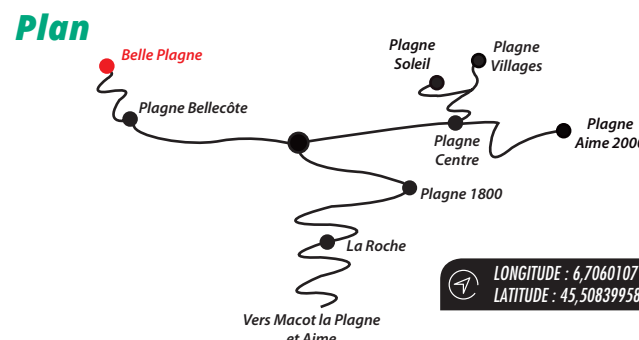 Plan
Belle Plagne
Plagne Bellecôte
Plagne
Soleil
Plagne
Villages
Plagne
Centre
Plagne
Aime 2000
Plagne 1800
La Roche
Vers Macot la Plagne
et Aime
LONGITUDE : 6,7060107
LATITUDE : 45,50839958